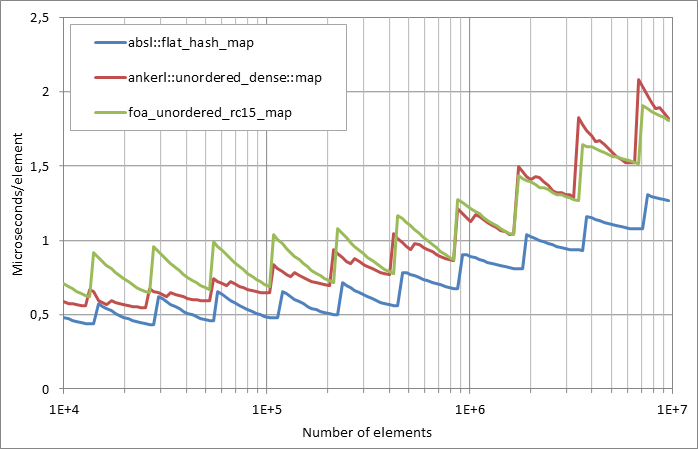 2,5
absl::flat_hash_map
ankerl::unordered_dense::map
foa_unordered_rc15_map
2
1,5
1
0,5
0
Microseconds/element
1E+4
1E+5
1E+6
1E+7
Number of elements